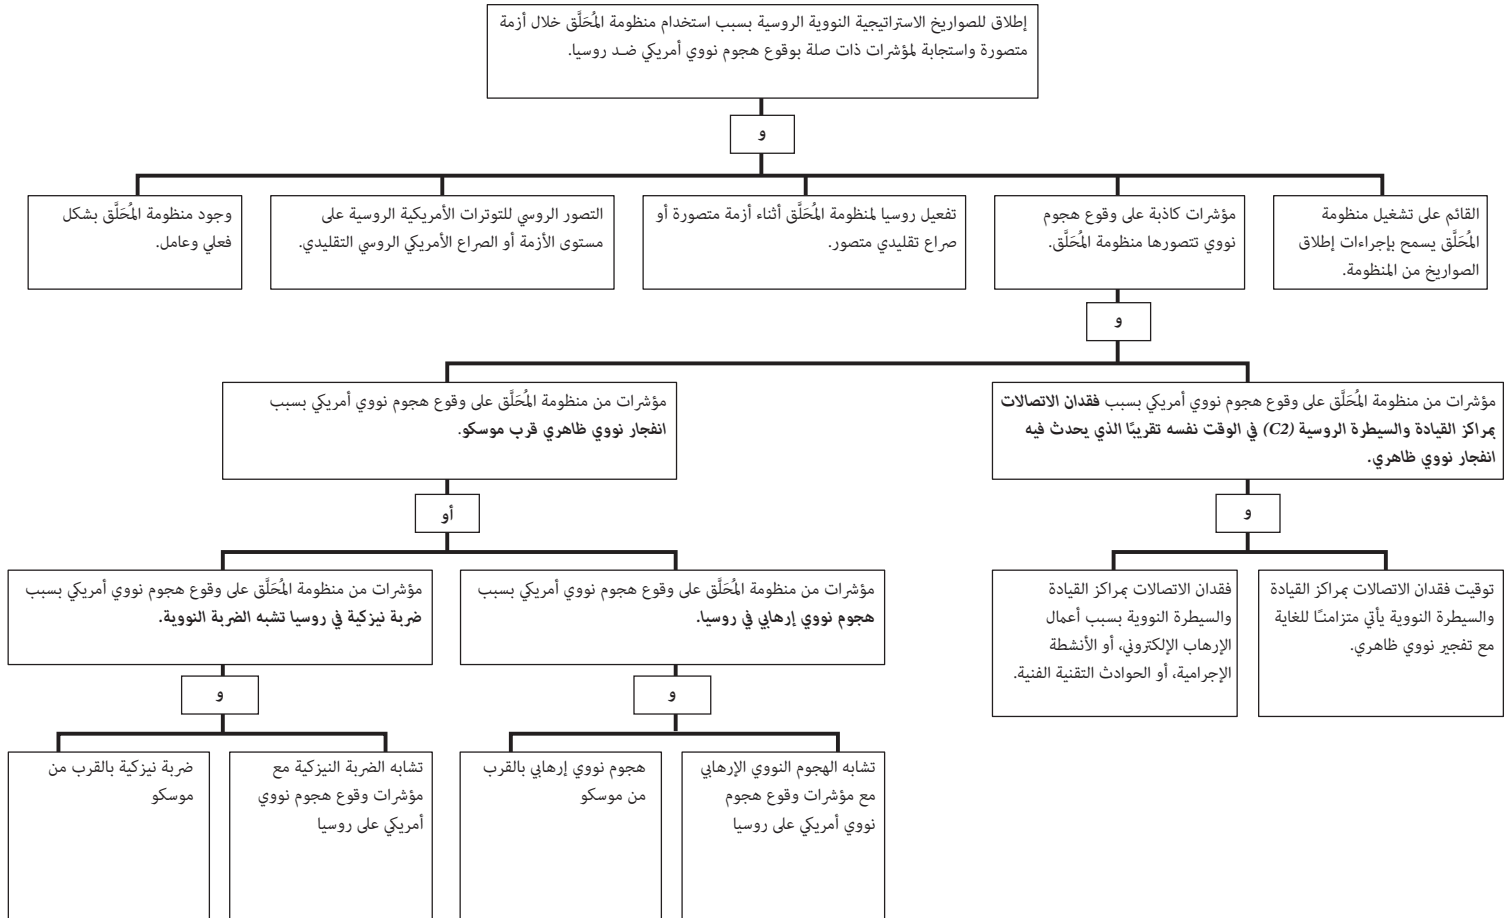 إطلاق للصواريخ الاستراتيجية النووية الروسية بسبب استخدام منظومة المُحَلَّق خلال أزمة
متصورة واستجابة لمؤشرات ذات صلة بوقوع هجوم نووي أمريكي ضد روسيا.
و
القائم على تشغيل منظومة
المُحَلَّق يسمح بإجراءات إطلاق
الصواريخ من المنظومة.
مؤشرات كاذبة على وقوع هجوم
نووي تتصورها منظومة المُحَلَّق.
تفعيل روسيا لمنظومة المُحَلَّق أثناء أزمة متصورة أو
صراع تقليدي متصور.
التصور الروسي للتوترات الأمريكية الروسية على
مستوى الأزمة أو الصراع الأمريكي الروسي التقليدي.
وجود منظومة المُحَلَّق بشكل
فعلي وعامل.
و
مؤشرات من منظومة المُحَلَّق على وقوع هجوم نووي أمريكي بسبب فقدان الاتصالات
بمراكز القيادة والسيطرة الروسية (C2) في الوقت نفسه تقريبًا الذي يحدث فيه
انفجار نووي ظاهري.
مؤشرات من منظومة المُحَلَّق على وقوع هجوم نووي أمريكي بسبب
انفجار نووي ظاهري قرب موسكو.
و
أو
توقيت فقدان الاتصالات بمراكز القيادة
والسيطرة النووية يأتي متزامنًا للغاية
مع تفجير نووي ظاهري.
فقدان الاتصالات بمراكز القيادة
والسيطرة النووية بسبب أعمال
الإرهاب الإلكتروني، أو الأنشطة
الإجرامية، أو الحوادث التقنية الفنية.
مؤشرات من منظومة المُحَلَّق على وقوع هجوم نووي أمريكي بسبب
هجوم نووي إرهابي في روسيا.
مؤشرات من منظومة المُحَلَّق على وقوع هجوم نووي أمريكي بسبب
ضربة نيزكية في روسيا تشبه الضربة النووية.
و
و
تشابه الهجوم النووي الإرهابي
مع مؤشرات وقوع هجوم
نووي أمريكي على روسيا
هجوم نووي إرهابي بالقرب
من موسكو
تشابه الضربة النيزكية مع
مؤشرات وقوع هجوم نووي
أمريكي على روسيا
ضربة نيزكية بالقرب من
موسكو